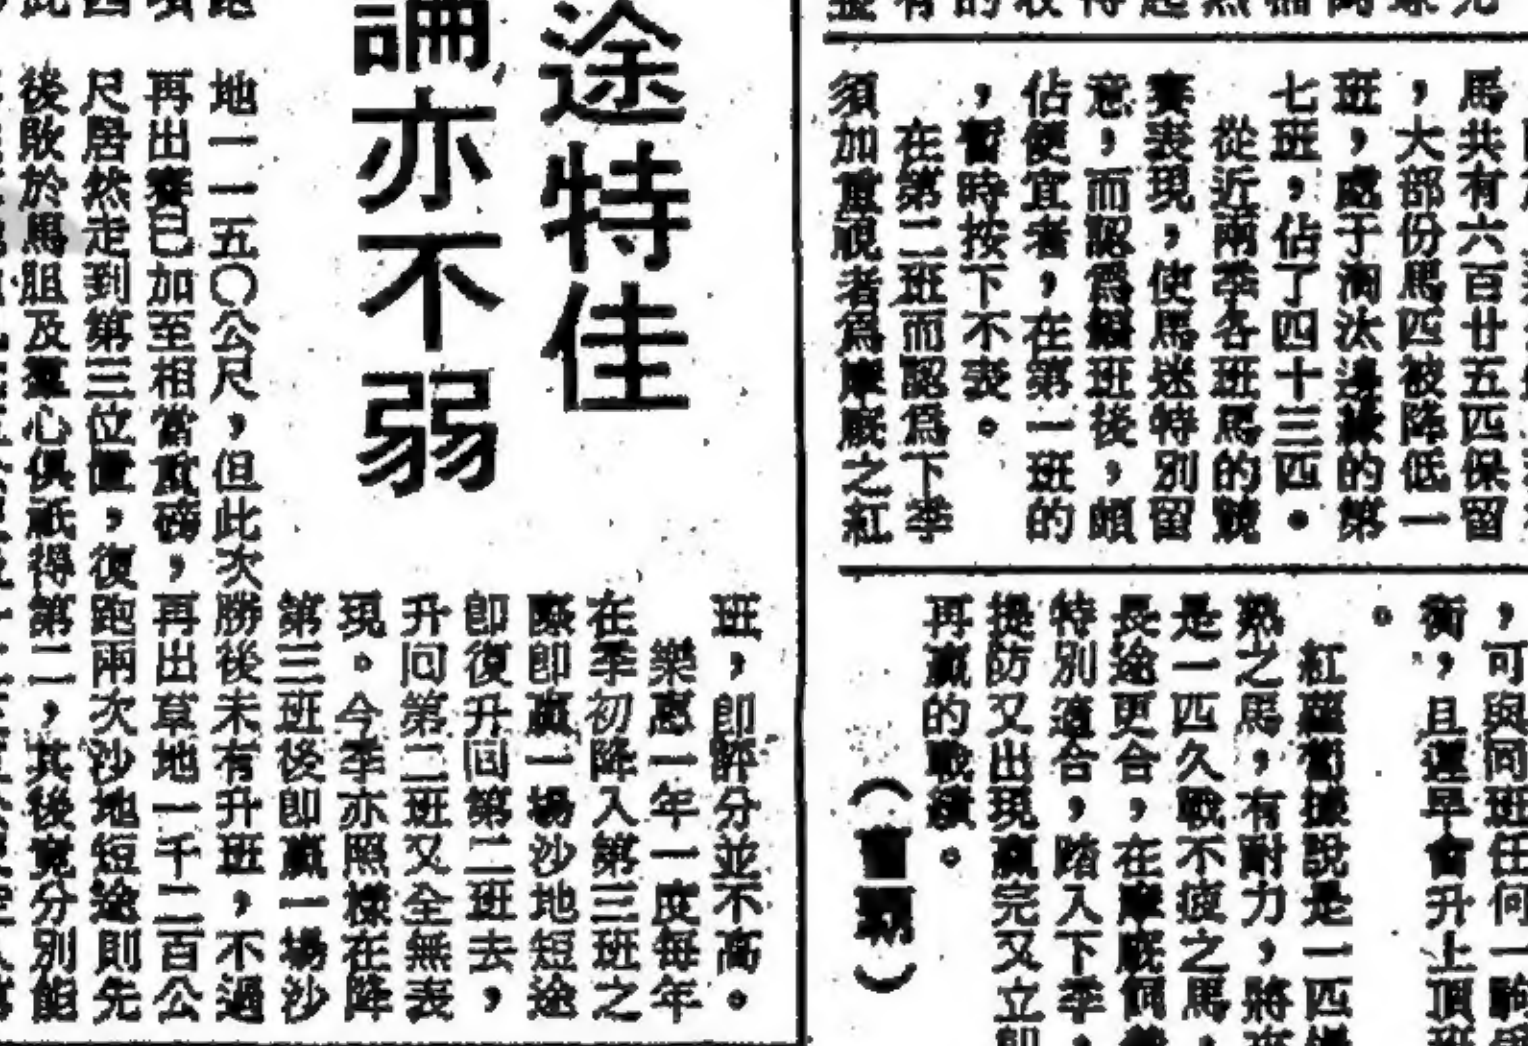 馬共有六百廿五匹保留
，大部份馬匹被降低一
班，處于淘汰邊緣的第
七班，佔了四十三匹。
從近兩季各班馬的競
賽表現，使馬迷特別留
意，而認爲編班後，頗
佔便宜者，在第一班的
，暫時按下不表。
在第二班而認爲下季
須加重視者爲摩厩之紅
，可與同班任何一駒
衡，且遲早會升上頂班
。
紅蘿蔔據說是一匹
熟之馬，有耐力，將來
是一匹久戰不疲之馬，
長途更合，在摩厩
特別適合，踏入下季，
提防又出現贏完又立即
再贏的戰績。
途特佳
論亦不弱
班，即評分並不高。
樂 一年一度每年
在季初降入第三班之
際即贏一場沙地短途
即復升回第二班去，
升回第二班又全無表
現。今季亦照樣在降
第三班後即贏一場沙
地一一五〇公尺，但此次勝後未有升班，不過
再出賽已加至相當重磅，再出草地一千二百公
尺居然走到第三位置，復跑兩次沙地短途則先
後敗於馬 及 心俱祇得第二，其後竟分別能